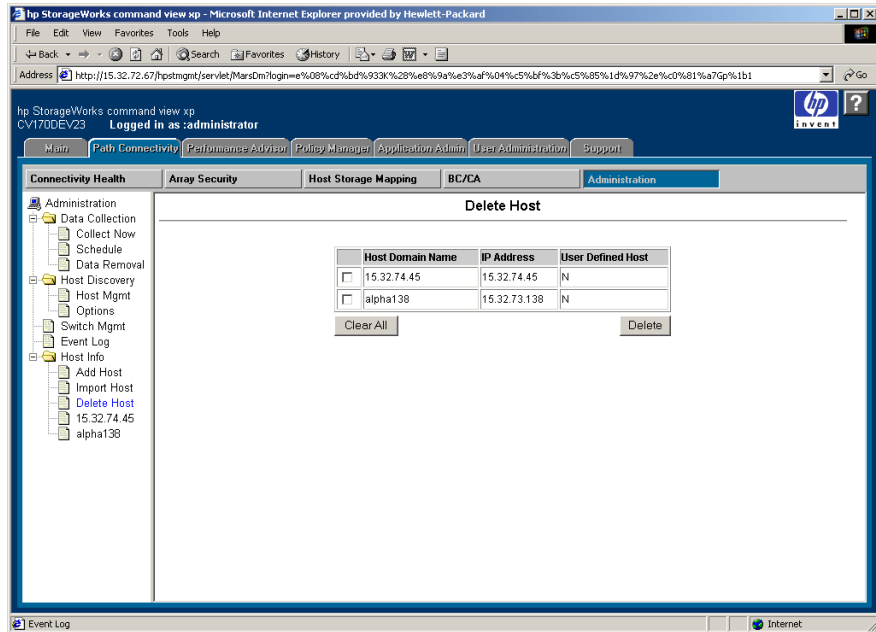 hp StorageWorks command view xp - Microsoft Internet Explorer provided by Hewlett-Packard
File Edit View Favorites Tools Help
Back Search Favorites History
Address http://15.32.72.67/hpstmgmt/servlet/MarsDm?login=e%08%cd%bd%933K%28%e8%9a%e3%af%04%c5%bf%3b%c5%85%1d%97%2e%c0%81%a7Gp%1b1 Go
hp StorageWorks command view xp
CV170DEV23 Logged in as :administrator
hp invent ?
Main Path Connectivity Performance Advisor Policy Manager Application Admin User Administration Support
Connectivity Health Array Security Host Storage Mapping BC/CA Administration
Administration
Data Collection
Collect Now
Schedule
Data Removal
Host Discovery
Host Mgmt
Options
Switch Mgmt
Event Log
Host Info
Add Host
Import Host
Delete Host
15.32.74.45
alpha138
Delete Host
Host Domain Name IP Address User Defined Host
15.32.74.45 15.32.74.45 N
alpha138 15.32.73.138 N
Clear All Delete
Event Log Internet